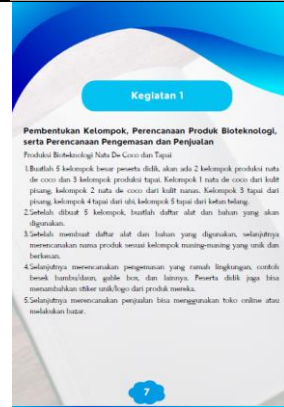 Kegiatan 1
Pembentukan Kelompok, Perencanaan Produk Bioteknologi,
serta Perencanaan Pengemasan dan Penjualan
Produksi Bioteknologi Nata De Coco dan Tapai
1.Buatlah 5 kelompok besar peserta didik, akan ada 2 kelompok produksi nata
de coco dan 3 kelompok produksi tapai. Kelompok 1 nata de coco dari kulit
pisang, kelompok 2 nata de coco dari kulit nanas. Kelompok 3 tapai dari
pisang, kelompok 4 tapai dari ubi, kelompok 5 tapai dari ketan telang.
2.Setelah dibuat 5 kelompok, buatlah daftar alat dan bahan yang akan
digunakan.
3.Setelah membuat daftar alat dan bahan yang digunakan, selanjutnya
merencanakan nama produk sesuai kelompok masing-masing yang unik dan
berkesan.
4.Selanjutnya merencanakan pengemasan yang ramah lingkungan, contoh
besek bambu/daun, gable box, dan lainnya. Peserta didik juga bisa
menambahkan stiker unik/logo dari produk mereka.
5.Selanjutnya merencanakan penjualan bisa menggunakan toko online atau
melakukan bazar.
7